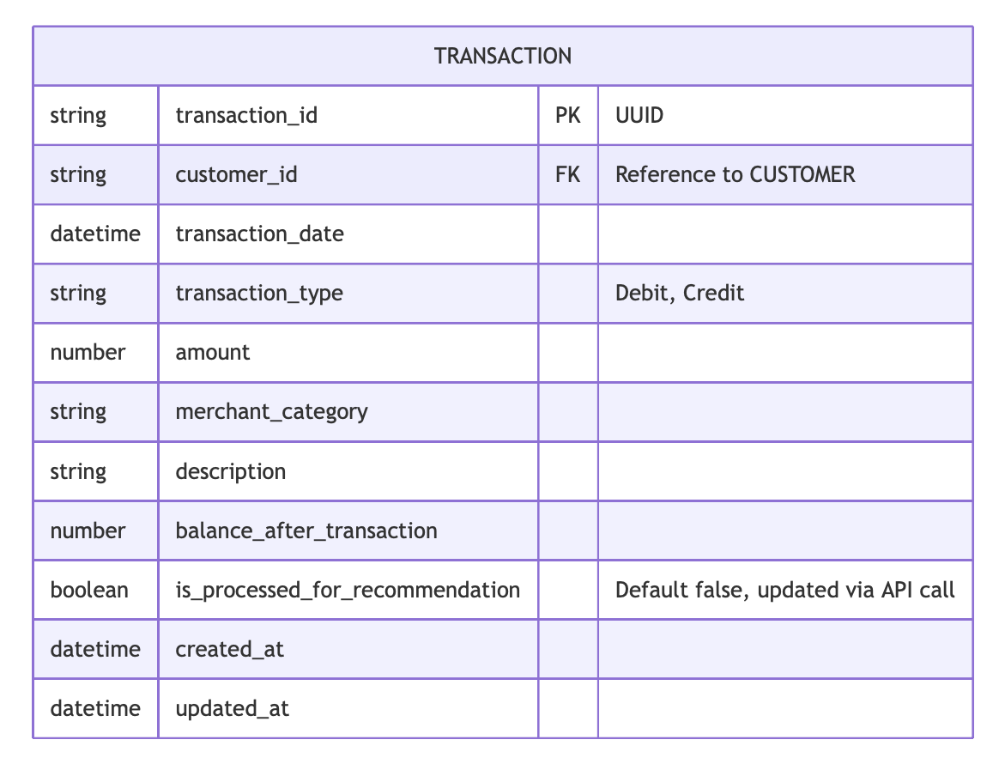 TRANSACTION
string transaction_id PK UUID
string customer_id FK Reference to CUSTOMER
datetime transaction_date
string transaction_type Debit, Credit
number amount
string merchant_category
string description
number balance_after_transaction
boolean is_processed_for_recommendation Default false, updated via API call
datetime created_at
datetime updated_at